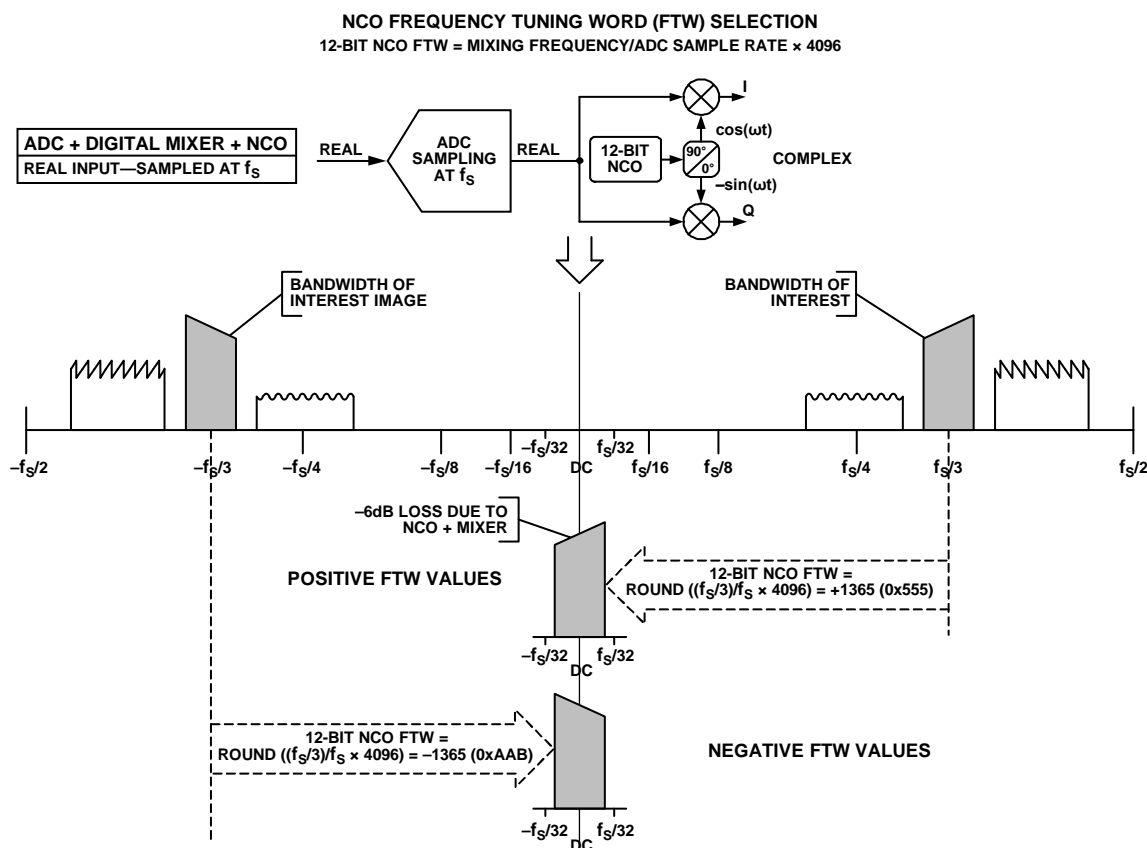 NCO FREQUENCY TUNING WORD (FTW) SELECTION
12-BIT NCO FTW = MIXING FREQUENCY/ADC SAMPLE RATE × 4096
ADC + DIGITAL MIXER + NCO
REAL INPUT—SAMPLED AT fS
REAL
ADC
SAMPLING
AT fS
REAL
12-BIT
NCO
90°
0°
cos(ωt)
–sin(ωt)
I
Q
COMPLEX
BANDWIDTH OF
INTEREST IMAGE
BANDWIDTH OF
INTEREST
–fS/2
–fS/3
–fS/4
–fS/8
–fS/16
–fS/32
DC
fS/32
fS/16
fS/8
fS/4
fS/3
fS/2
–6dB LOSS DUE TO
NCO + MIXER
POSITIVE FTW VALUES
12-BIT NCO FTW =
ROUND ((fS/3)/fS × 4096) = +1365 (0x555)
–fS/32
DC
fS/32
12-BIT NCO FTW =
ROUND ((fS/3)/fS × 4096) = –1365 (0xAAB)
NEGATIVE FTW VALUES
–fS/32
DC
fS/32